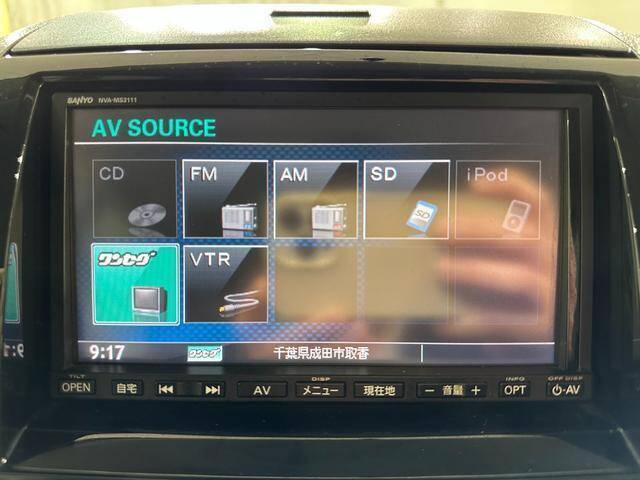 SANYO NVA-MS3111
AV SOURCE
CD FM AM SD iPod
SD
ワンセグ VTR
9:17 ワンセグ 千葉県成田市取香
TILT DISP INFO OFF DISP
OPEN 自宅 AV メニュー 現在地 － 音量 ＋ OPT ⏻·AV